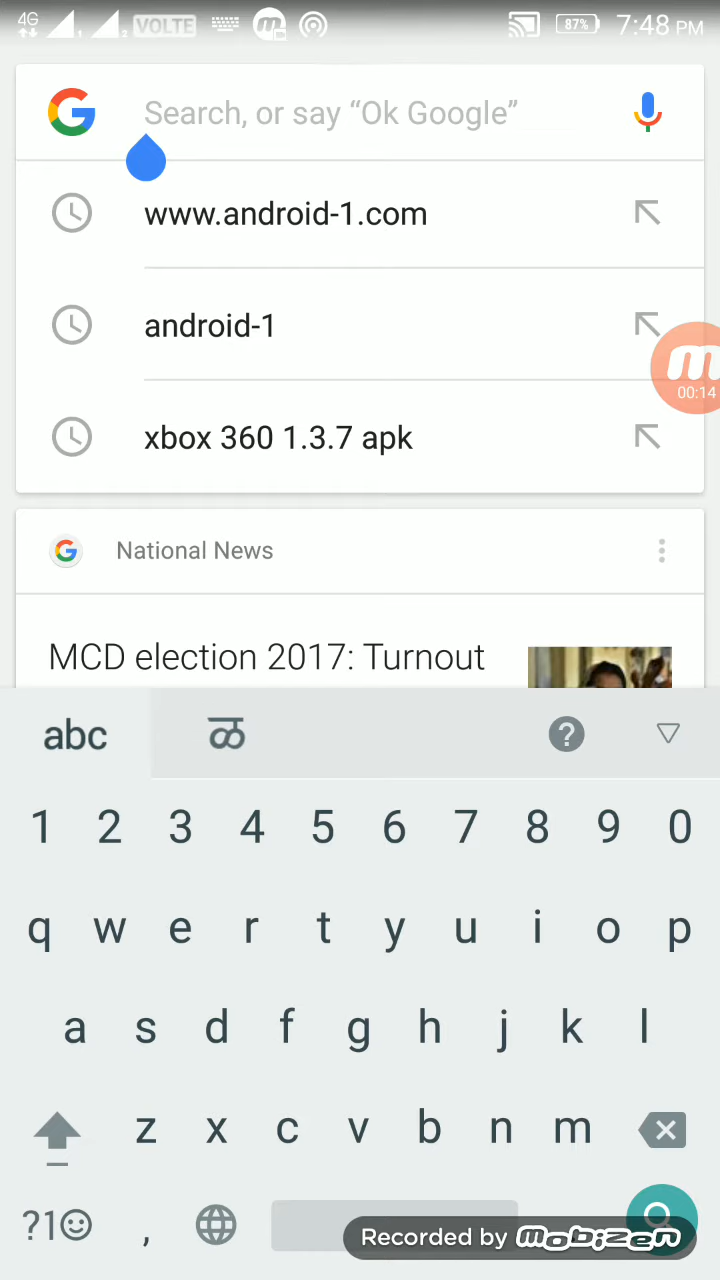 4G 1 2 VOLTE 87% 7:48 PM
Search, or say “Ok Google”
www.android-1.com
android-1
00:14
xbox 360 1.3.7 apk
National News
MCD election 2017: Turnout
abc ळ ?
1 2 3 4 5 6 7 8 9 0
q w e r t y u i o p
a s d f g h j k l
z x c v b n m
?1☺ ,
Recorded by mobizen